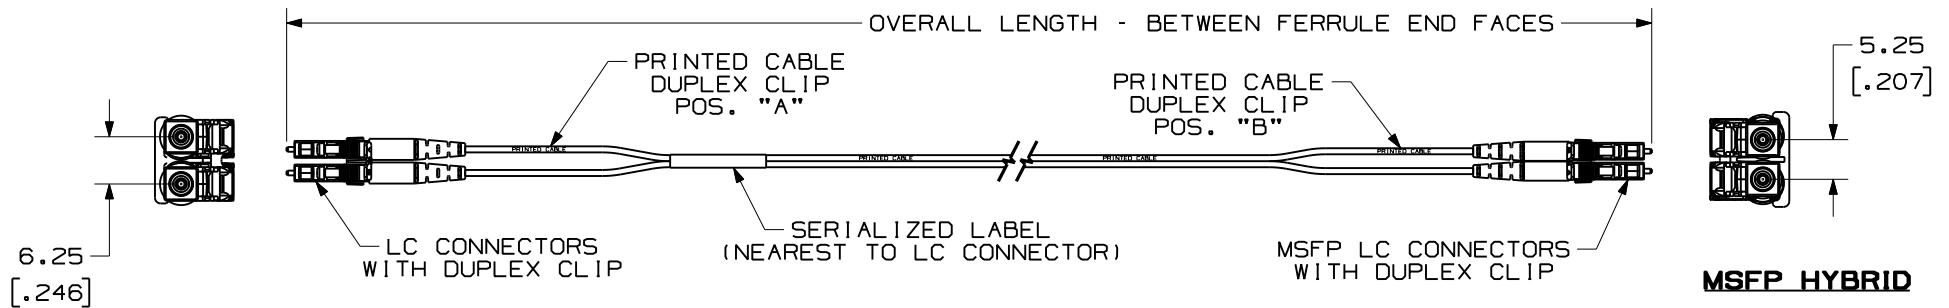 OVERALL LENGTH - BETWEEN FERRULE END FACES
PRINTED CABLE
DUPLEX CLIP
POS. "A"
PRINTED CABLE
DUPLEX CLIP
POS. "B"
5.25
[.207]
PRINTED CABLE
PRINTED CABLE
PRINTED CABLE
PRINTED CABLE
6.25
[.246]
LC CONNECTORS
WITH DUPLEX CLIP
SERIALIZED LABEL
(NEAREST TO LC CONNECTOR)
MSFP LC CONNECTORS
WITH DUPLEX CLIP
MSFP HYBRID